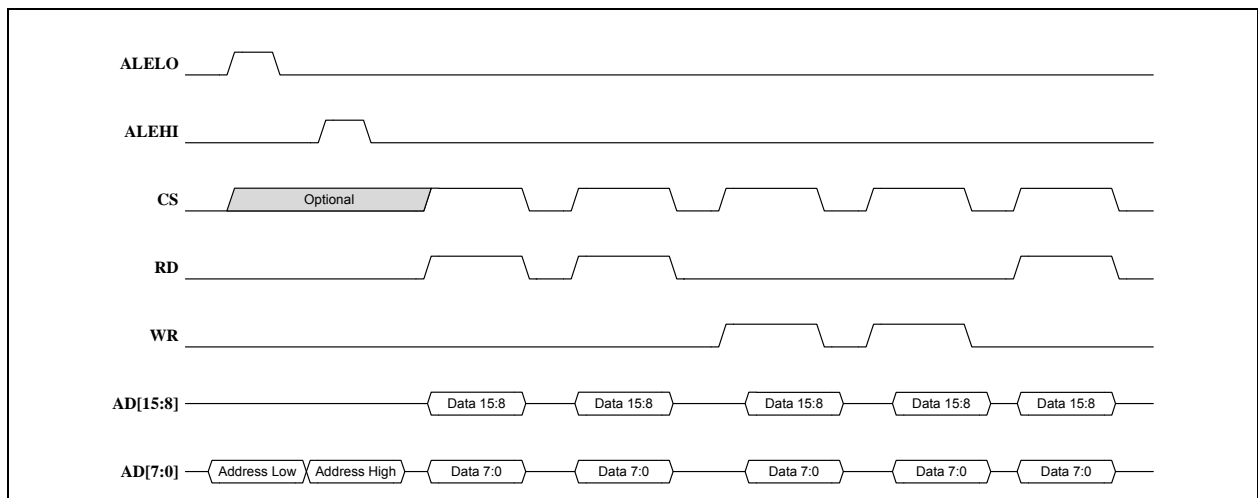 ALELO
ALEHI
CS Optional
RD
WR
AD[15:8] Data 15:8 Data 15:8 Data 15:8 Data 15:8 Data 15:8
AD[7:0] Address Low Address High Data 7:0 Data 7:0 Data 7:0 Data 7:0 Data 7:0